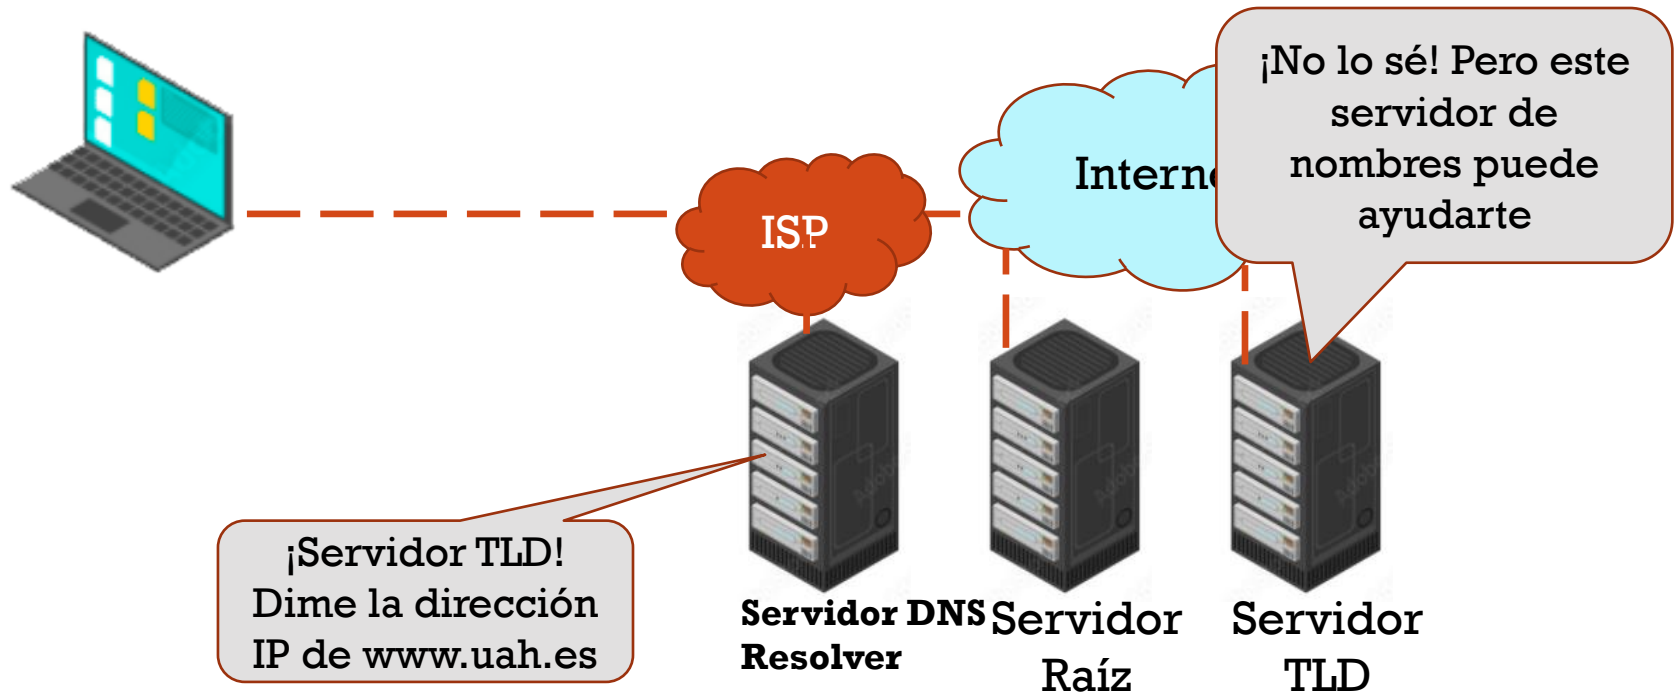 ¡No lo sé! Pero este
servidor de
nombres puede
ayudarte
ISP
¡Servidor TLD!
Dime la dirección
IP de www.uah.es
Servidor DNS
Resolver
Servidor
Raíz
Servidor
TLD